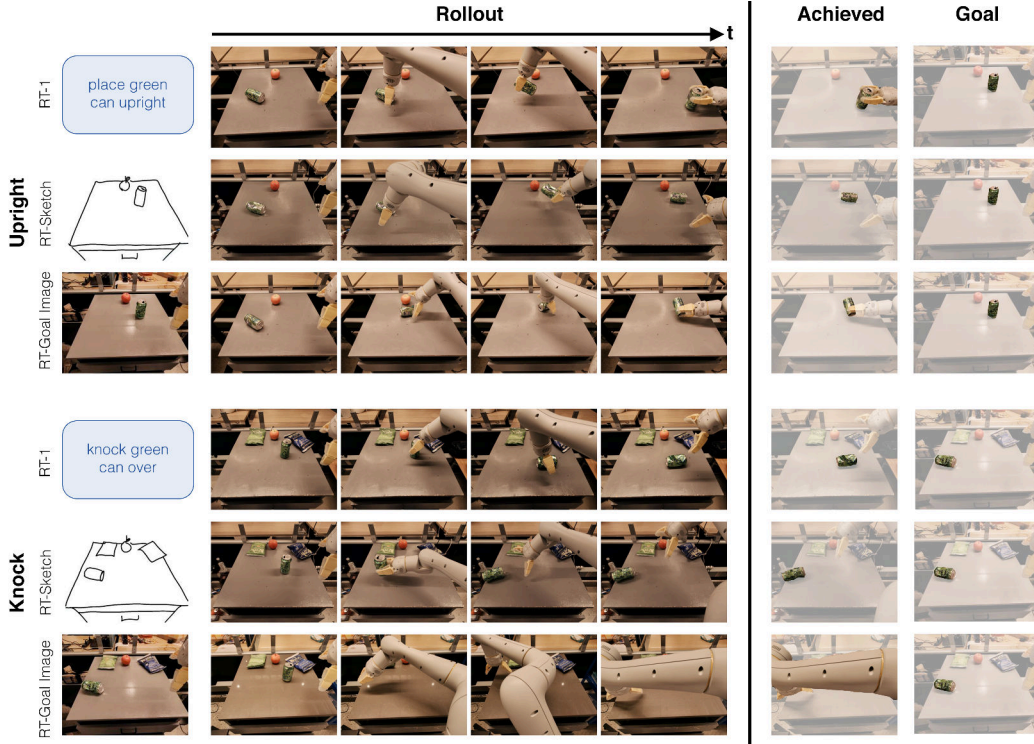 Rollout
Achieved
Goal
t
Upright
RT-1
place green
can upright
RT-Sketch
RT-Goal Image
Knock
RT-1
knock green
can over
RT-Sketch
RT-Goal Image